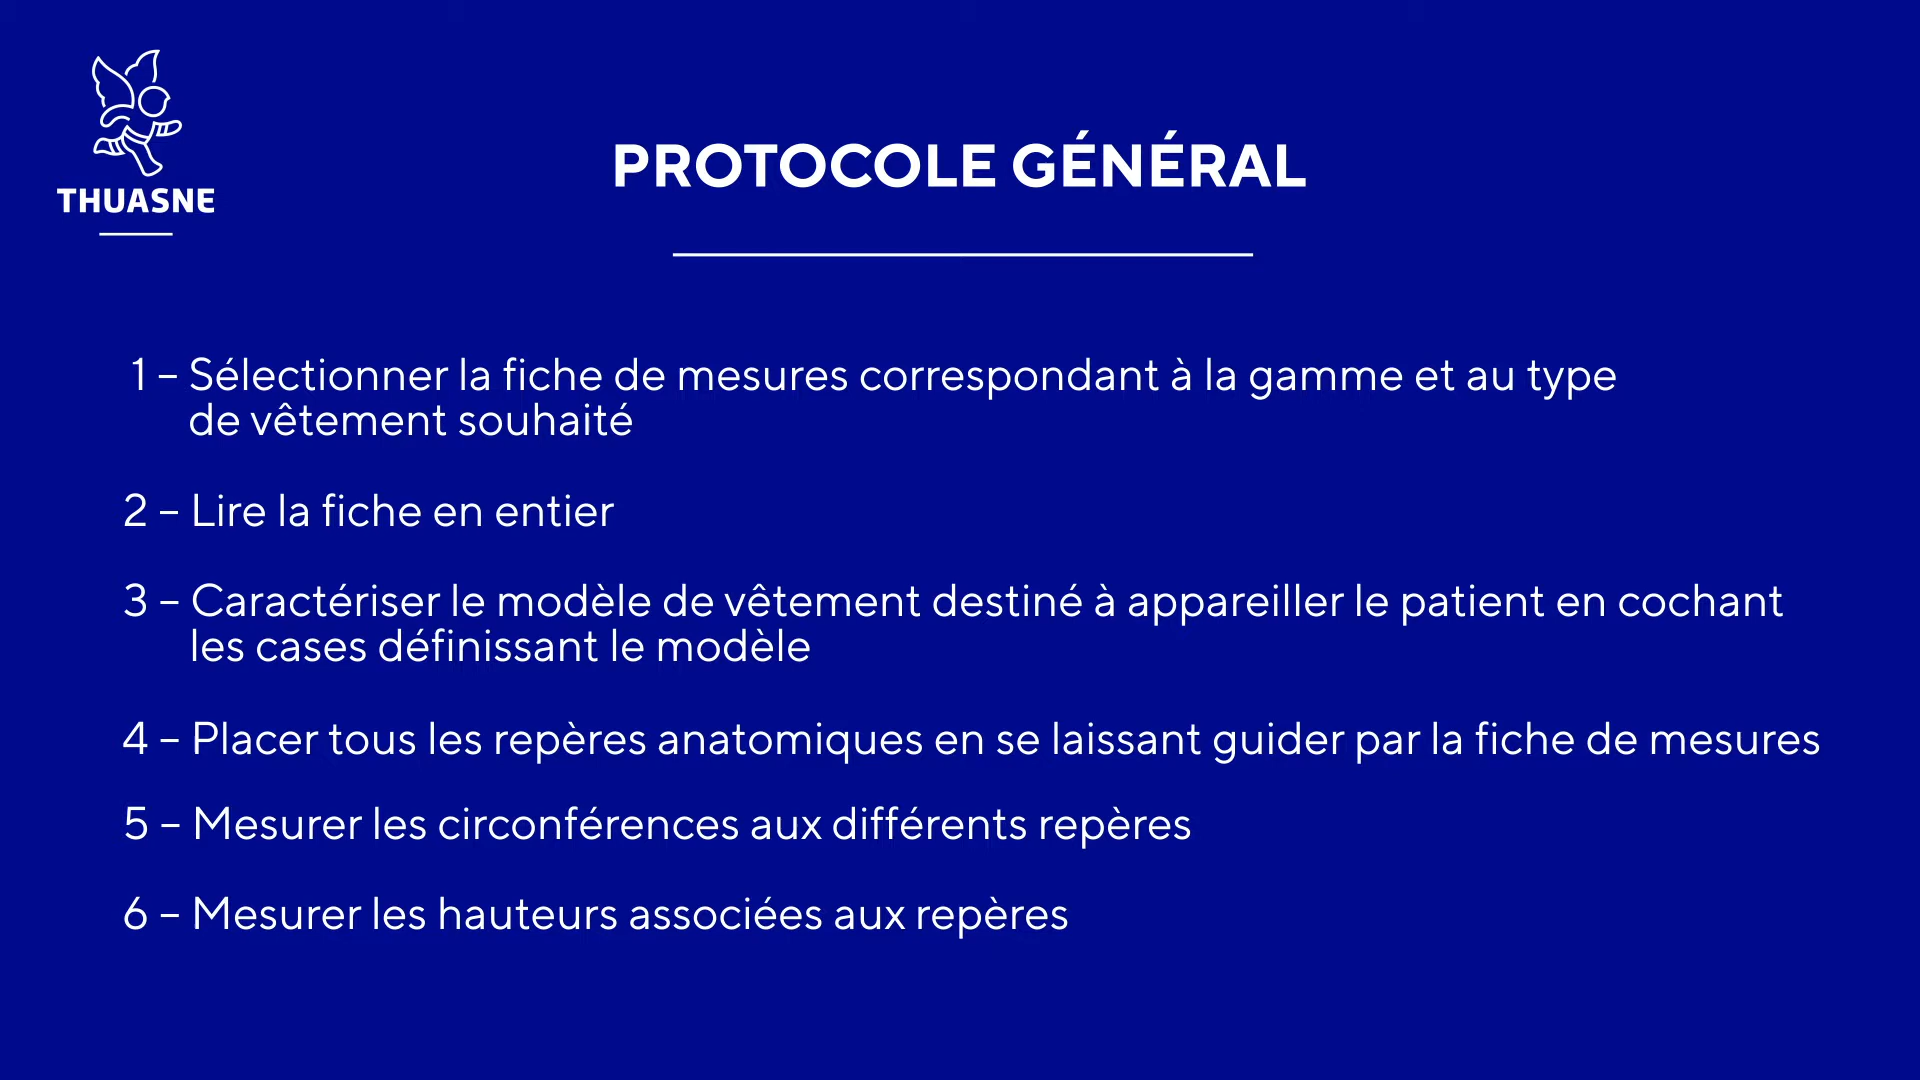 THUASNE
PROTOCOLE GÉNÉRAL
1 – Sélectionner la fiche de mesures correspondant à la gamme et au type
de vêtement souhaité
2 – Lire la fiche en entier
3 – Caractériser le modèle de vêtement destiné à appareiller le patient en cochant
les cases définissant le modèle
4 – Placer tous les repères anatomiques en se laissant guider par la fiche de mesures
5 – Mesurer les circonférences aux différents repères
6 – Mesurer les hauteurs associées aux repères